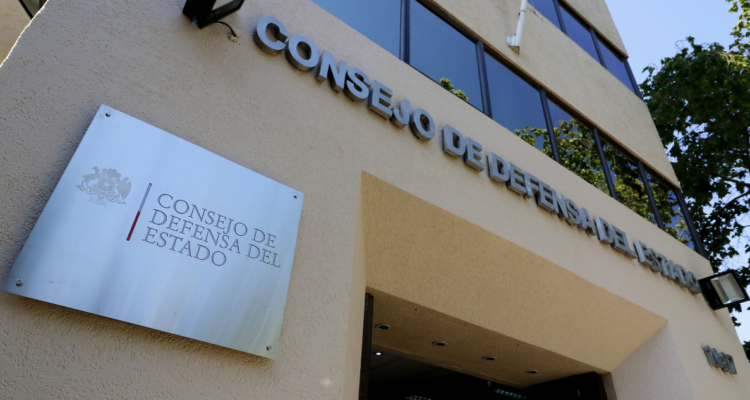 CONSEJO DE DEFENSA DEL ESTADO
CONSEJO DE
DEFENSA DEL
ESTADO